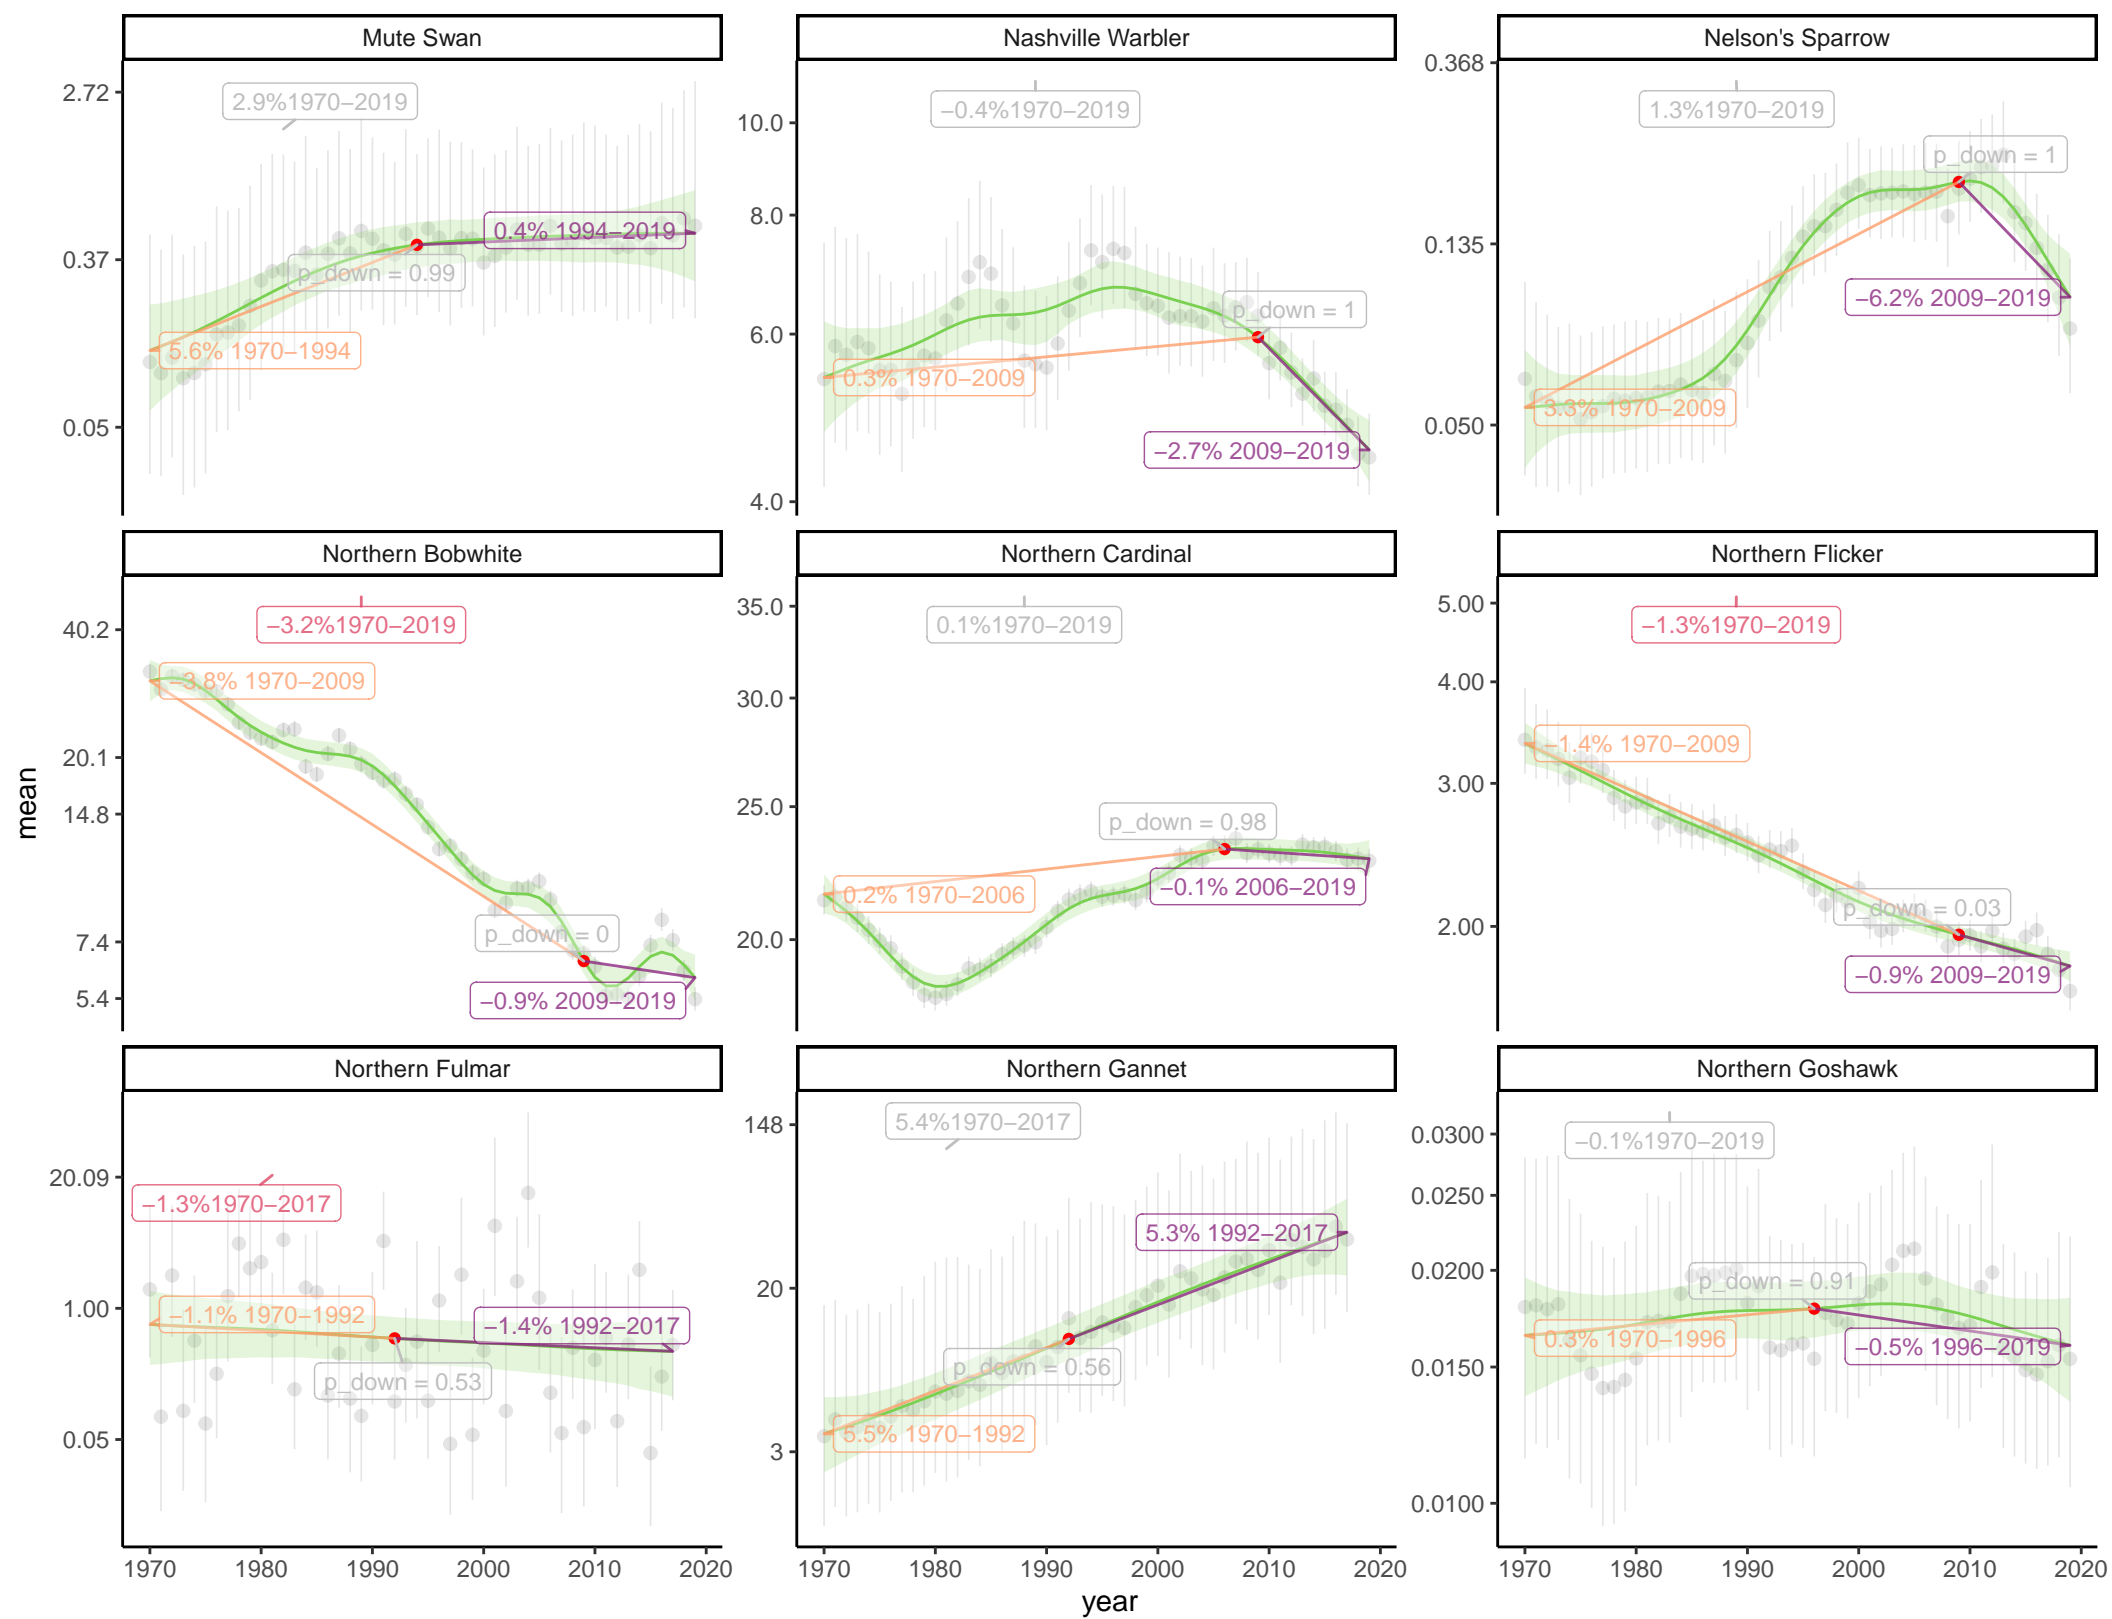 Mute Swan
Nashville Warbler
Nelson's Sparrow
2.72
0.37
0.05
2.9%1970–2019
p_down = 0.99
0.4% 1994–2019
5.6% 1970–1994
10.0
8.0
6.0
4.0
−0.4%1970–2019
p_down = 1
0.3% 1970–2009
−2.7% 2009–2019
0.368
0.135
0.050
1.3%1970–2019
p_down = 1
−6.2% 2009–2019
3.3% 1970–2009
Northern Bobwhite
Northern Cardinal
Northern Flicker
mean
40.2
20.1
14.8
7.4
5.4
−3.2%1970–2019
−3.8% 1970–2009
p_down = 0
−0.9% 2009–2019
35.0
30.0
25.0
20.0
0.1%1970–2019
p_down = 0.98
0.2% 1970–2006
−0.1% 2006–2019
5.00
4.00
3.00
2.00
−1.3%1970–2019
−1.4% 1970–2009
p_down = 0.03
−0.9% 2009–2019
Northern Fulmar
Northern Gannet
Northern Goshawk
20.09
1.00
0.05
−1.3%1970–2017
−1.1% 1970–1992
−1.4% 1992–2017
p_down = 0.53
148
20
3
5.4%1970–2017
5.3% 1992–2017
p_down = 0.56
5.5% 1970–1992
0.0300
0.0250
0.0200
0.0150
0.0100
−0.1%1970–2019
p_down = 0.91
0.3% 1970–1996
−0.5% 1996–2019
1970 1980 1990 2000 2010 2020
1970 1980 1990 2000 2010 2020
1970 1980 1990 2000 2010 2020
year